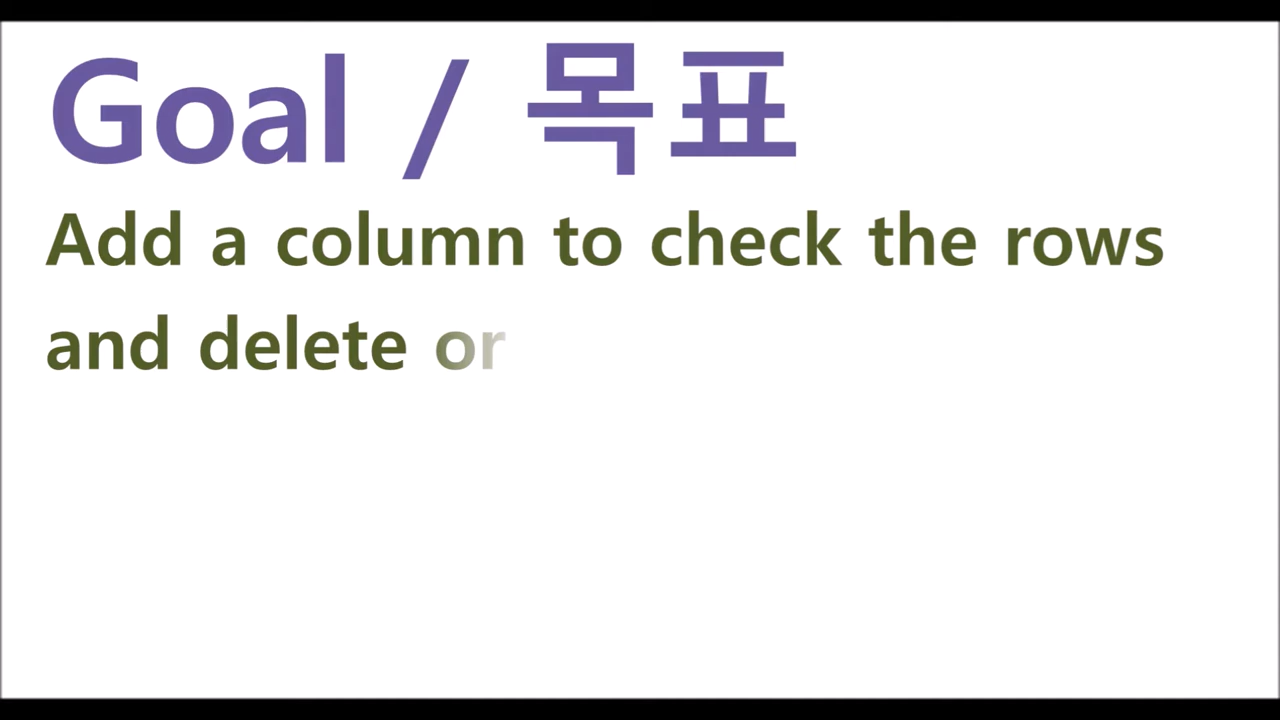 Goal / 목표
Add a column to check the rows
and delete or